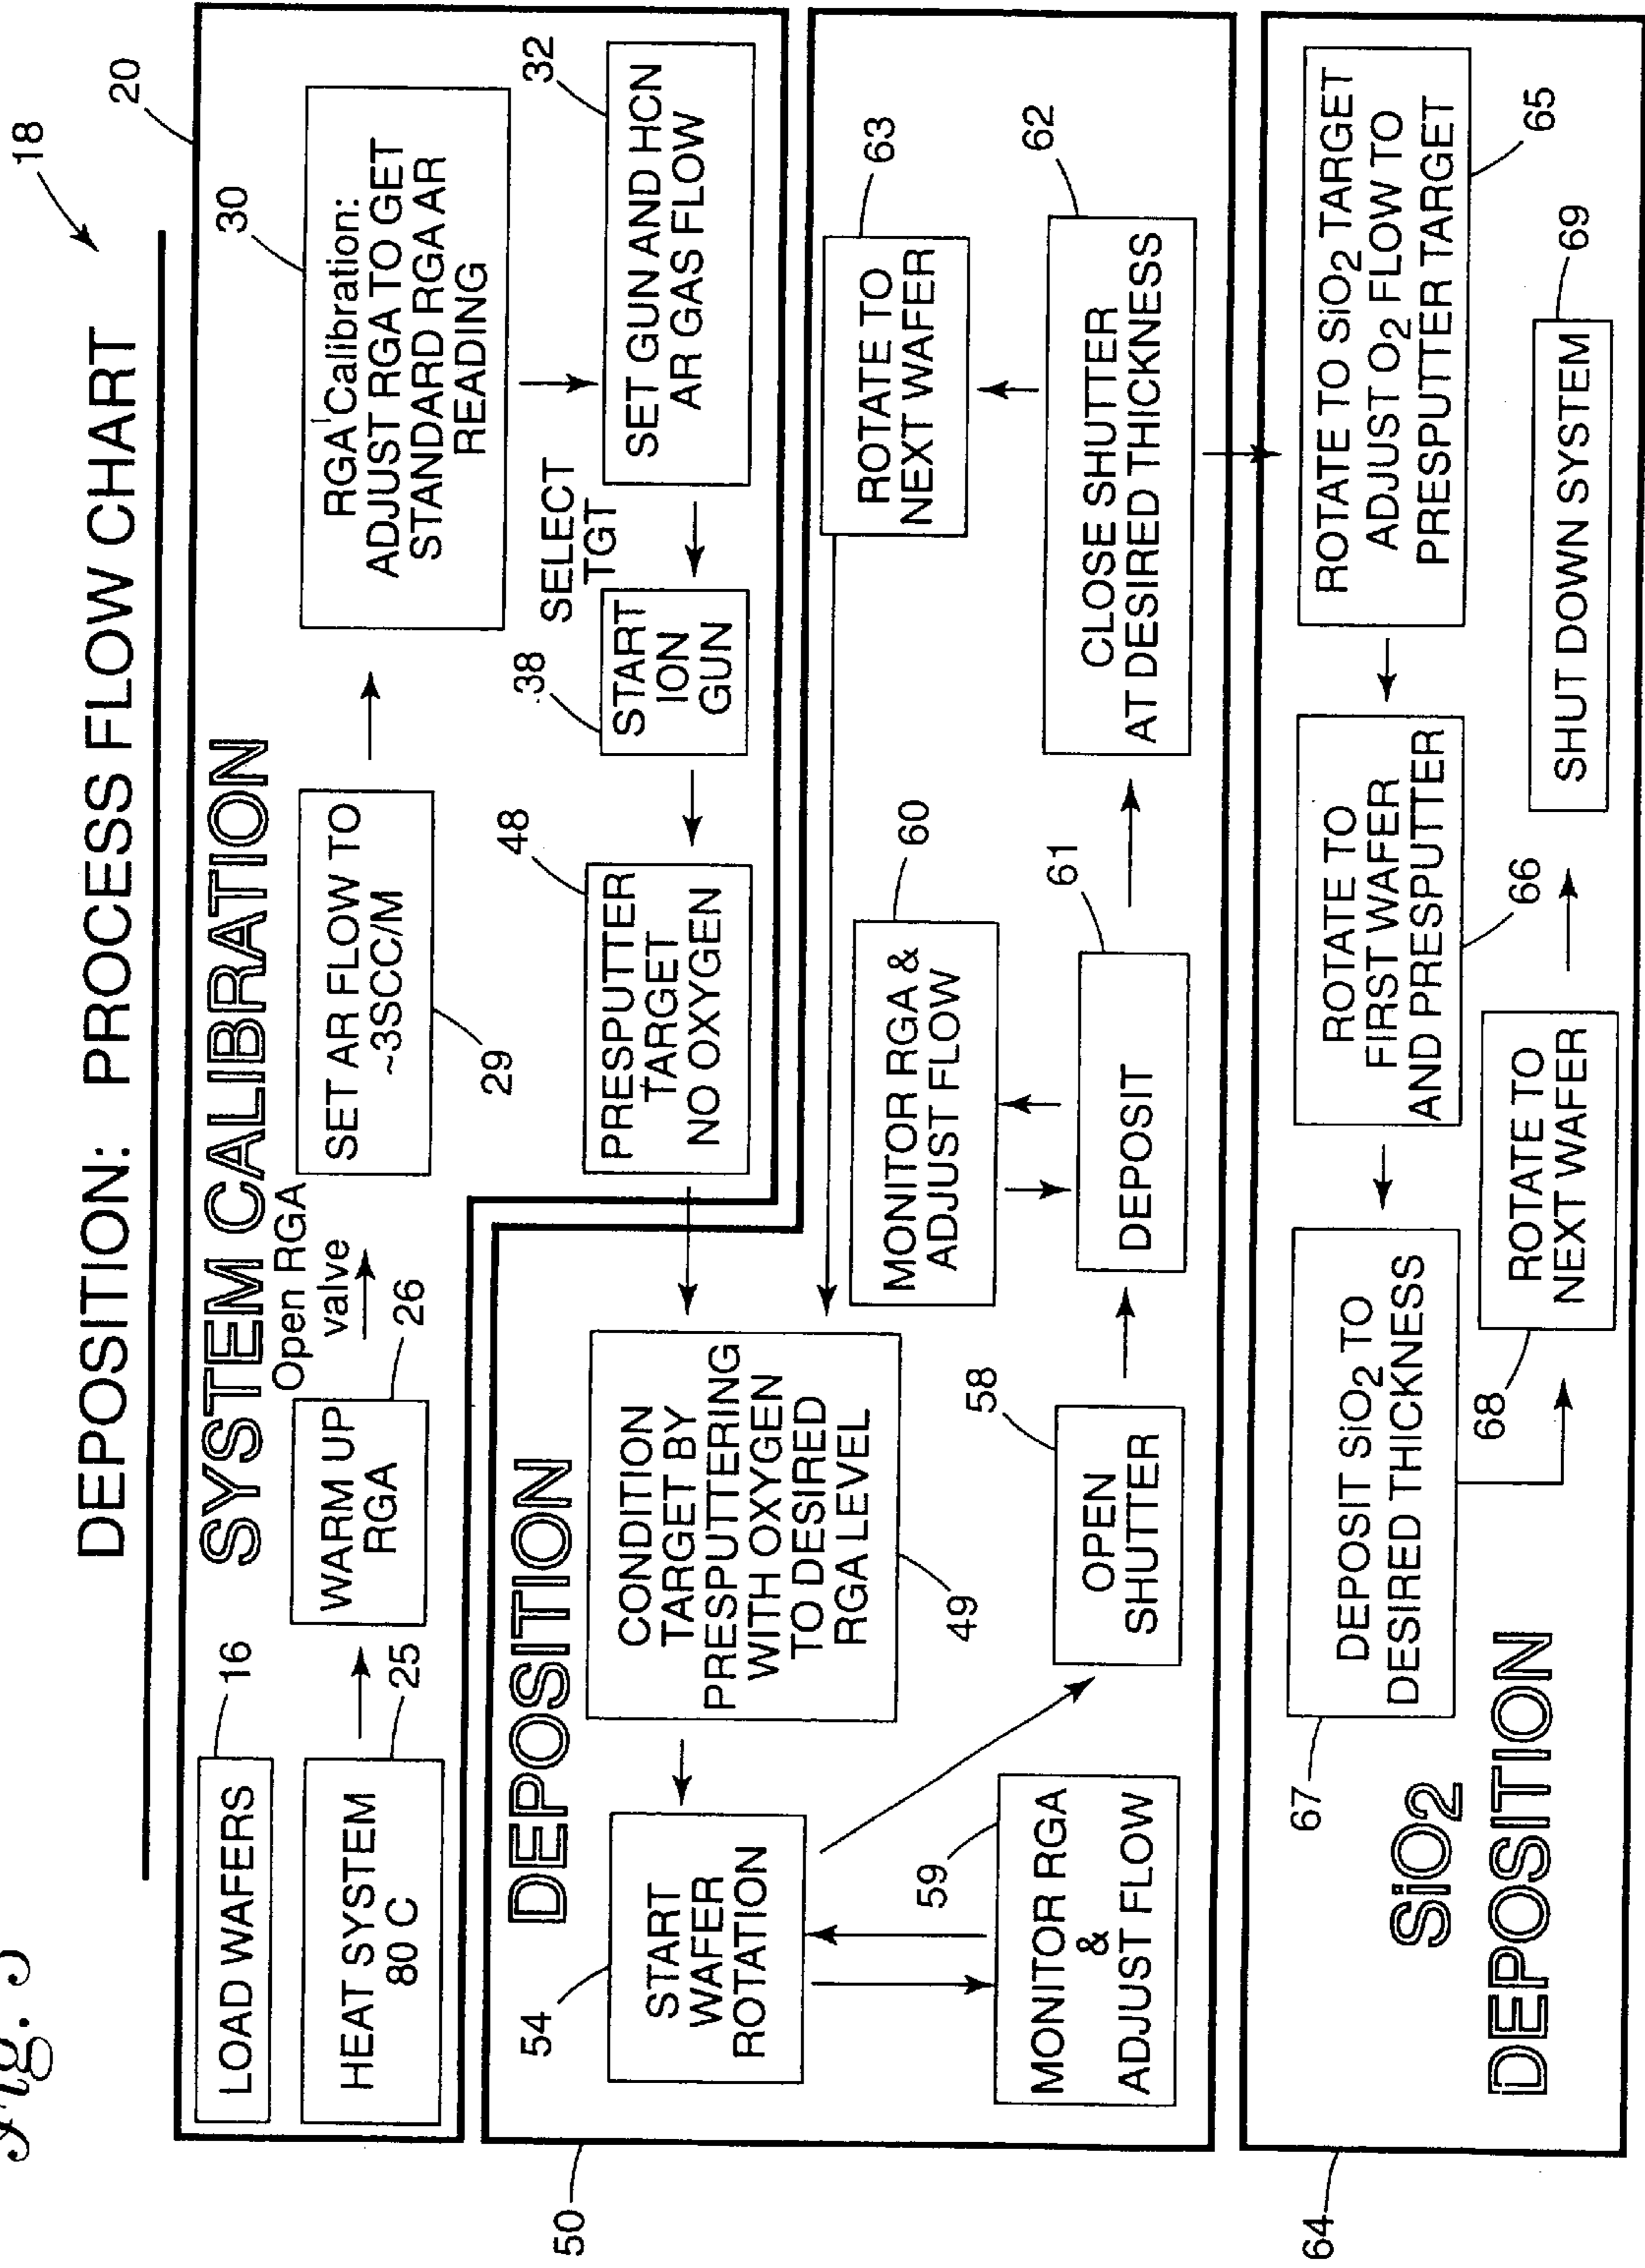 Fig. 3
DEPOSITION: PROCESS FLOW CHART
18
20
SYSTEM CALIBRATION
LOAD WAFERS
16
HEAT SYSTEM
80 C
25
WARM UP
RGA
26
Open RGA
valve
SET AR FLOW TO
~3SCC/M
29
RGA Calibration:
ADJUST RGA TO GET
STANDARD RGA AR
READING
30
SET GUN AND HCN
AR GAS FLOW
32
SELECT
TGT
START
ION
GUN
38
PRESPUTTER
TARGET
NO OXYGEN
48
50
DEPOSITION
CONDITION
TARGET BY
PRESPUTTERING
WITH OXYGEN
TO DESIRED
RGA LEVEL
49
START
WAFER
ROTATION
54
MONITOR RGA
&
ADJUST FLOW
59
OPEN
SHUTTER
58
DEPOSIT
61
MONITOR RGA &
ADJUST FLOW
60
CLOSE SHUTTER
AT DESIRED THICKNESS
62
ROTATE TO
NEXT WAFER
63
64
SiO2
DEPOSITION
ROTATE TO SiO2 TARGET
ADJUST O2 FLOW TO
PRESPUTTER TARGET
65
ROTATE TO
FIRST WAFER
AND PRESPUTTER
66
DEPOSIT SiO2 TO
DESIRED THICKNESS
67
ROTATE TO
NEXT WAFER
68
SHUT DOWN SYSTEM
69